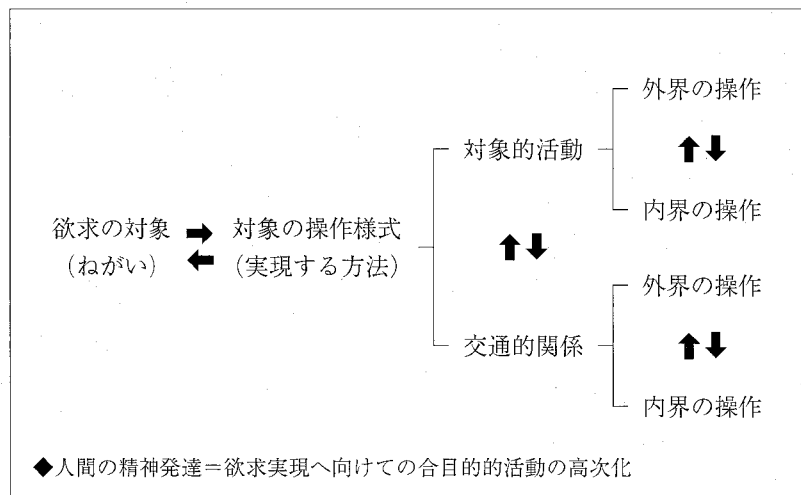 外界の操作
対象的活動
内界の操作
欲求の対象
(ねがい)
対象の操作様式
(実現する方法)
外界の操作
交通的関係
内界の操作
◆人間の精神発達=欲求実現へ向けての合目的的活動の高次化